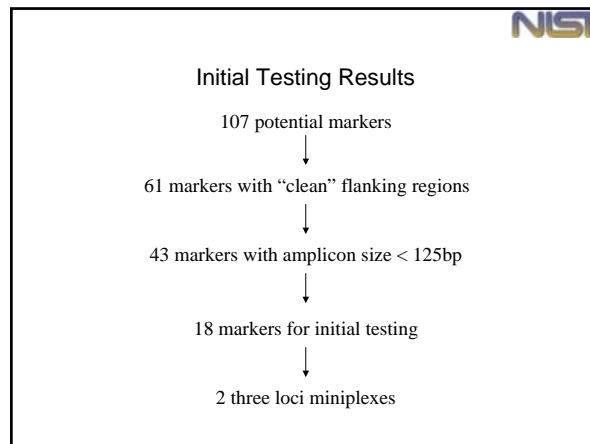 NIST
Initial Testing Results
107 potential markers
61 markers with “clean” flanking regions
43 markers with amplicon size < 125bp
18 markers for initial testing
2 three loci miniplexes